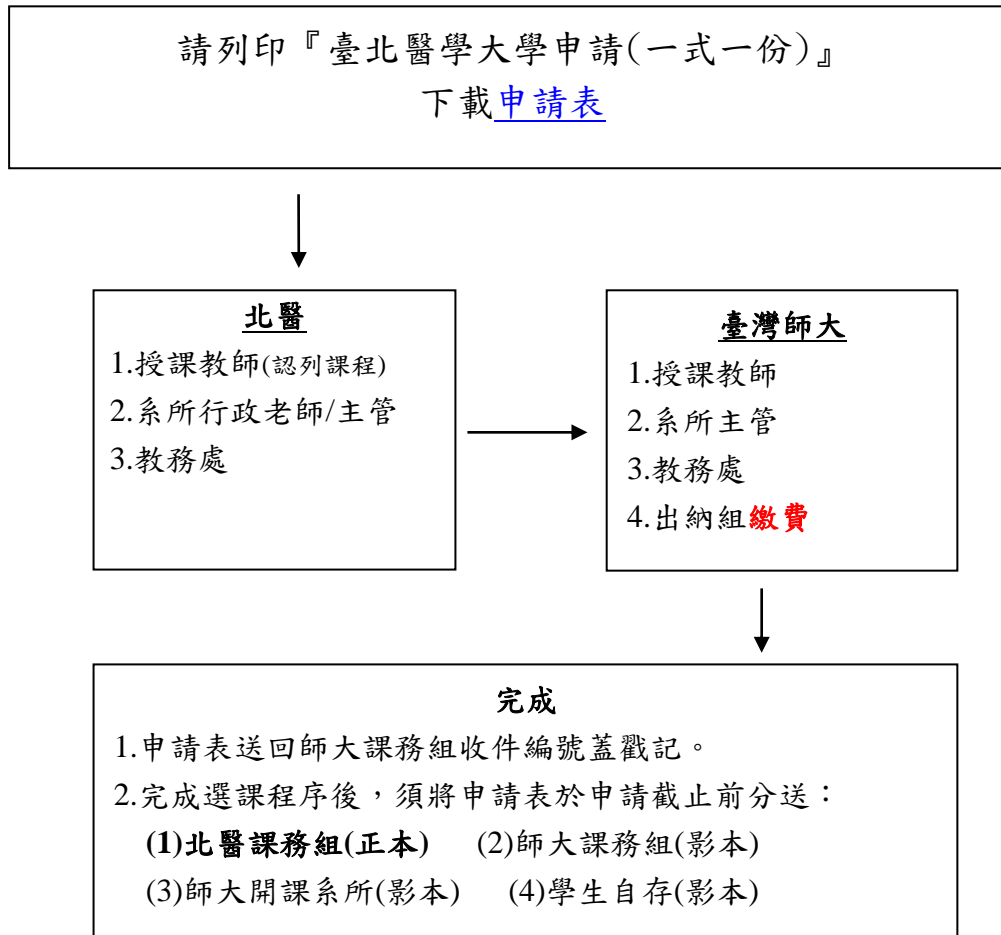 請列印『臺北醫學大學申請(一式一份)』
下載申請表
北醫
1.授課教師(認列課程)
2.系所行政老師/主管
3.教務處
臺灣師大
1.授課教師
2.系所主管
3.教務處
4.出納組繳費
完成
1.申請表送回師大課務組收件編號蓋戳記。
2.完成選課程序後，須將申請表於申請截止前分送：
(1)北醫課務組(正本) (2)師大課務組(影本)
(3)師大開課系所(影本) (4)學生自存(影本)